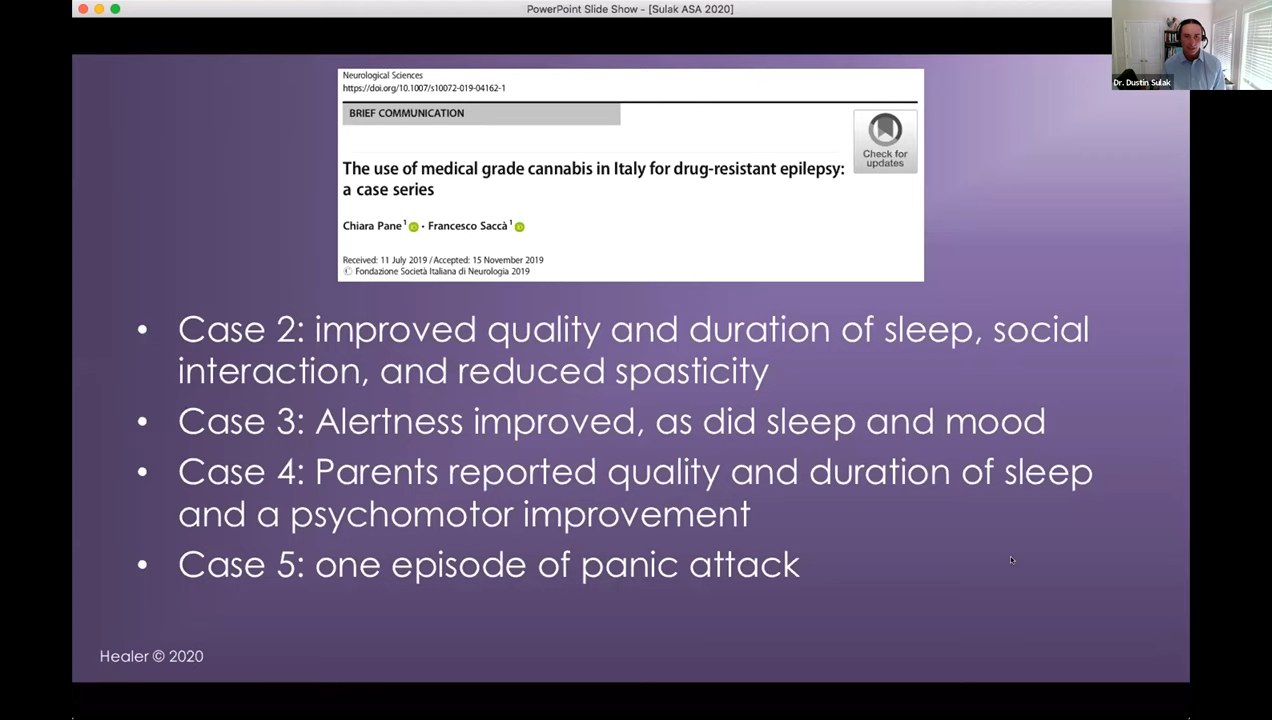 PowerPoint Slide Show - [Sulak ASA 2020]
Dr. Dustin Sulak
Neurological Sciences
https://doi.org/10.1007/s10072-019-04162-1
BRIEF COMMUNICATION
Check for
updates
The use of medical grade cannabis in Italy for drug-resistant epilepsy:
a case series
Chiara Pane 1 · Francesco Saccà 1
Received: 11 July 2019 / Accepted: 15 November 2019
© Fondazione Società Italiana di Neurologia 2019
• Case 2: improved quality and duration of sleep, social
interaction, and reduced spasticity
• Case 3: Alertness improved, as did sleep and mood
• Case 4: Parents reported quality and duration of sleep
and a psychomotor improvement
• Case 5: one episode of panic attack
Healer © 2020